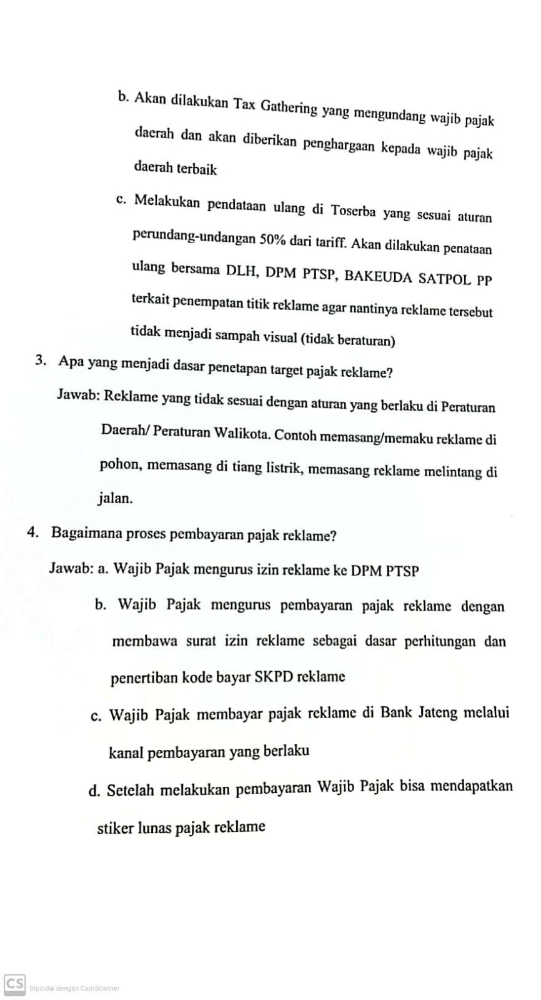 b. Akan dilakukan Tax Gathering yang mengundang wajib pajak
daerah dan akan diberikan penghargaan kepada wajib pajak
daerah terbaik
c. Melakukan pendataan ulang di Toserba yang sesuai aturan
perundang-undangan 50% dari tariff. Akan dilakukan penataan
ulang bersama DLH, DPM PTSP, BAKEUDA SATPOL PP
terkait penempatan titik reklame agar nantinya reklame tersebut
tidak menjadi sampah visual (tidak beraturan)
3. Apa yang menjadi dasar penetapan target pajak reklame?
Jawab: Reklame yang tidak sesuai dengan aturan yang berlaku di Peraturan
Daerah/ Peraturan Walikota. Contoh memasang/memaku reklame di
pohon, memasang di tiang listrik, memasang reklame melintang di
jalan.
4. Bagaimana proses pembayaran pajak reklame?
Jawab: a. Wajib Pajak mengurus izin reklame ke DPM PTSP
b. Wajib Pajak mengurus pembayaran pajak reklame dengan
membawa surat izin reklame sebagai dasar perhitungan dan
penertiban kode bayar SKPD reklame
c. Wajib Pajak membayar pajak reklame di Bank Jateng melalui
kanal pembayaran yang berlaku
d. Setelah melakukan pembayaran Wajib Pajak bisa mendapatkan
stiker lunas pajak reklame
CS Dipindai dengan CamScanner